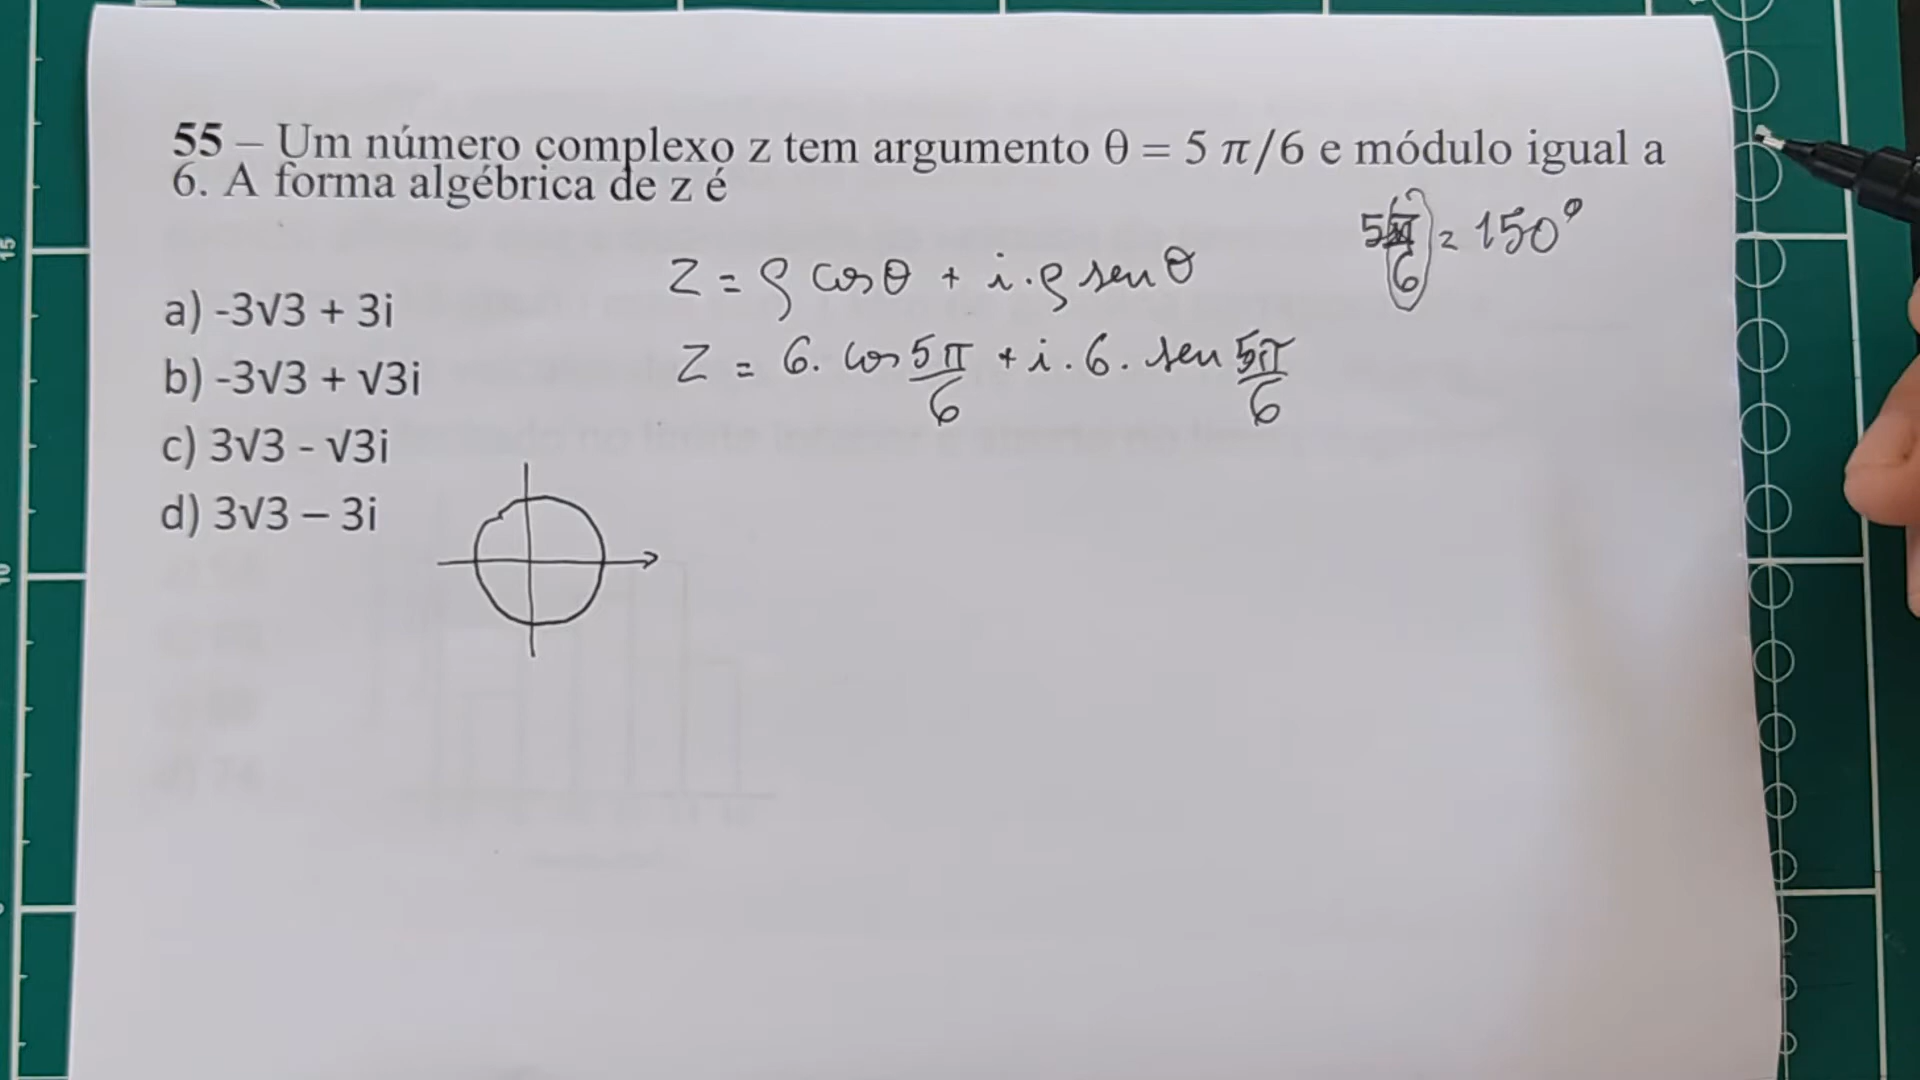 55 – Um número complexo z tem argumento θ = 5 π/6 e módulo igual a
6. A forma algébrica de z é
5π/6 = 150°
z = ρ cos θ + i . ρ sen θ
z = 6 . cos 5π/6 + i . 6 . sen 5π/6
a) -3√3 + 3i
b) -3√3 + √3i
c) 3√3 - √3i
d) 3√3 – 3i
15
10